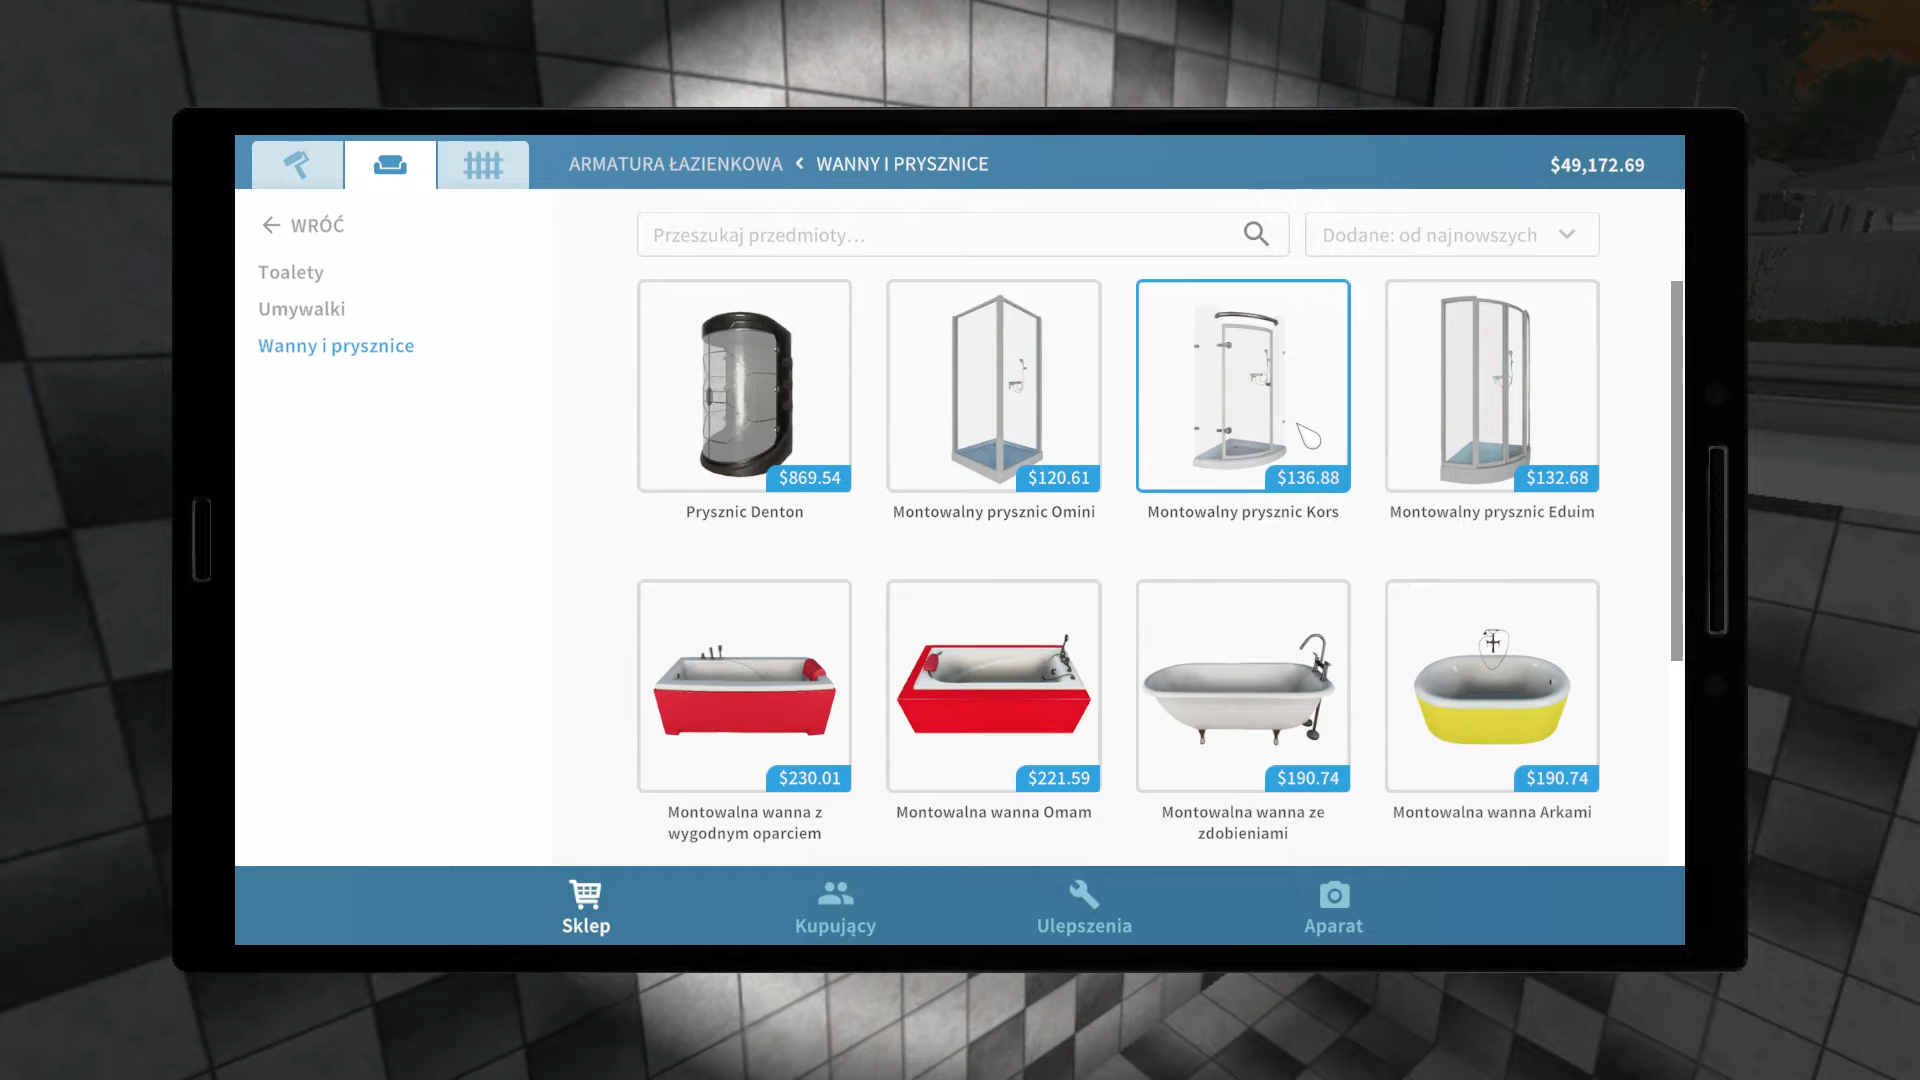 ARMATURA ŁAZIENKOWA < WANNY I PRYSZNICE
$49,172.69
WRÓĆ
Toalety
Umywalki
Wanny i prysznice
Przeszukaj przedmioty...
Dodane: od najnowszych
$869.54
$120.61
$136.88
$132.68
Prysznic Denton
Montowalny prysznic Omini
Montowalny prysznic Kors
Montowalny prysznic Eduim
$230.01
$221.59
$190.74
$190.74
Montowalna wanna z
wygodnym oparciem
Montowalna wanna Omam
Montowalna wanna ze
zdobieniami
Montowalna wanna Arkami
Sklep
Kupujący
Ulepszenia
Aparat